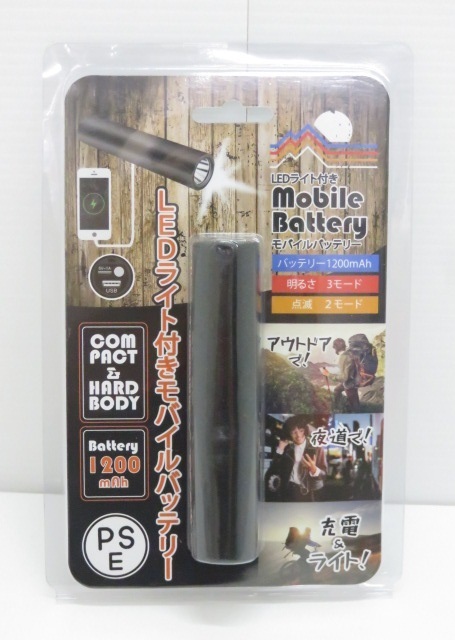 LEDライト付き
Mobile
Battery
モバイルバッテリー
バッテリー1200mAh
明るさ 3モード
点滅 2モード
LEDライト付きモバイルバッテリー
USB
COM
PACT
&
HARD
BODY
Battery
1200
mAh
PS
E
アウトドア
で!
夜道で!
充電
&
ライト!